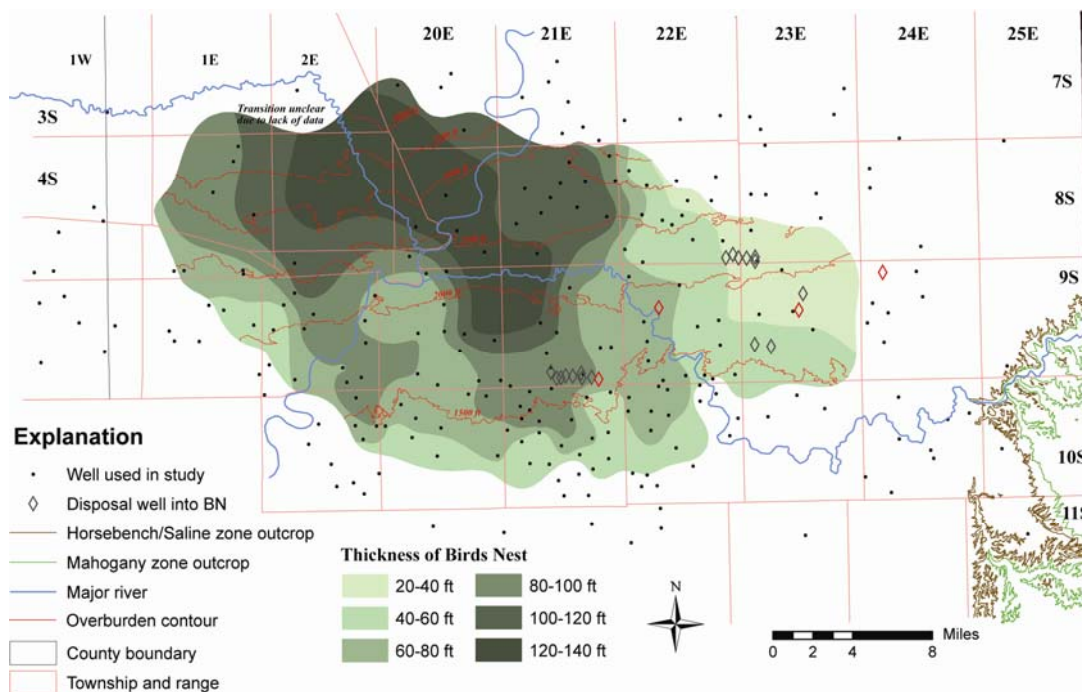 20E
21E
22E
23E
24E
25E
1W
1E
2E
7S
3S
Transition unclear
due to lack of data
4S
8S
9S
2000 ft
1500 ft
10S
11S
Explanation
Well used in study
Disposal well into BN
Horsebench/Saline zone outcrop
Mahogany zone outcrop
Major river
Overburden contour
County boundary
Township and range
Thickness of Birds Nest
20-40 ft
80-100 ft
40-60 ft
100-120 ft
60-80 ft
120-140 ft
N
Miles
0 2 4 8